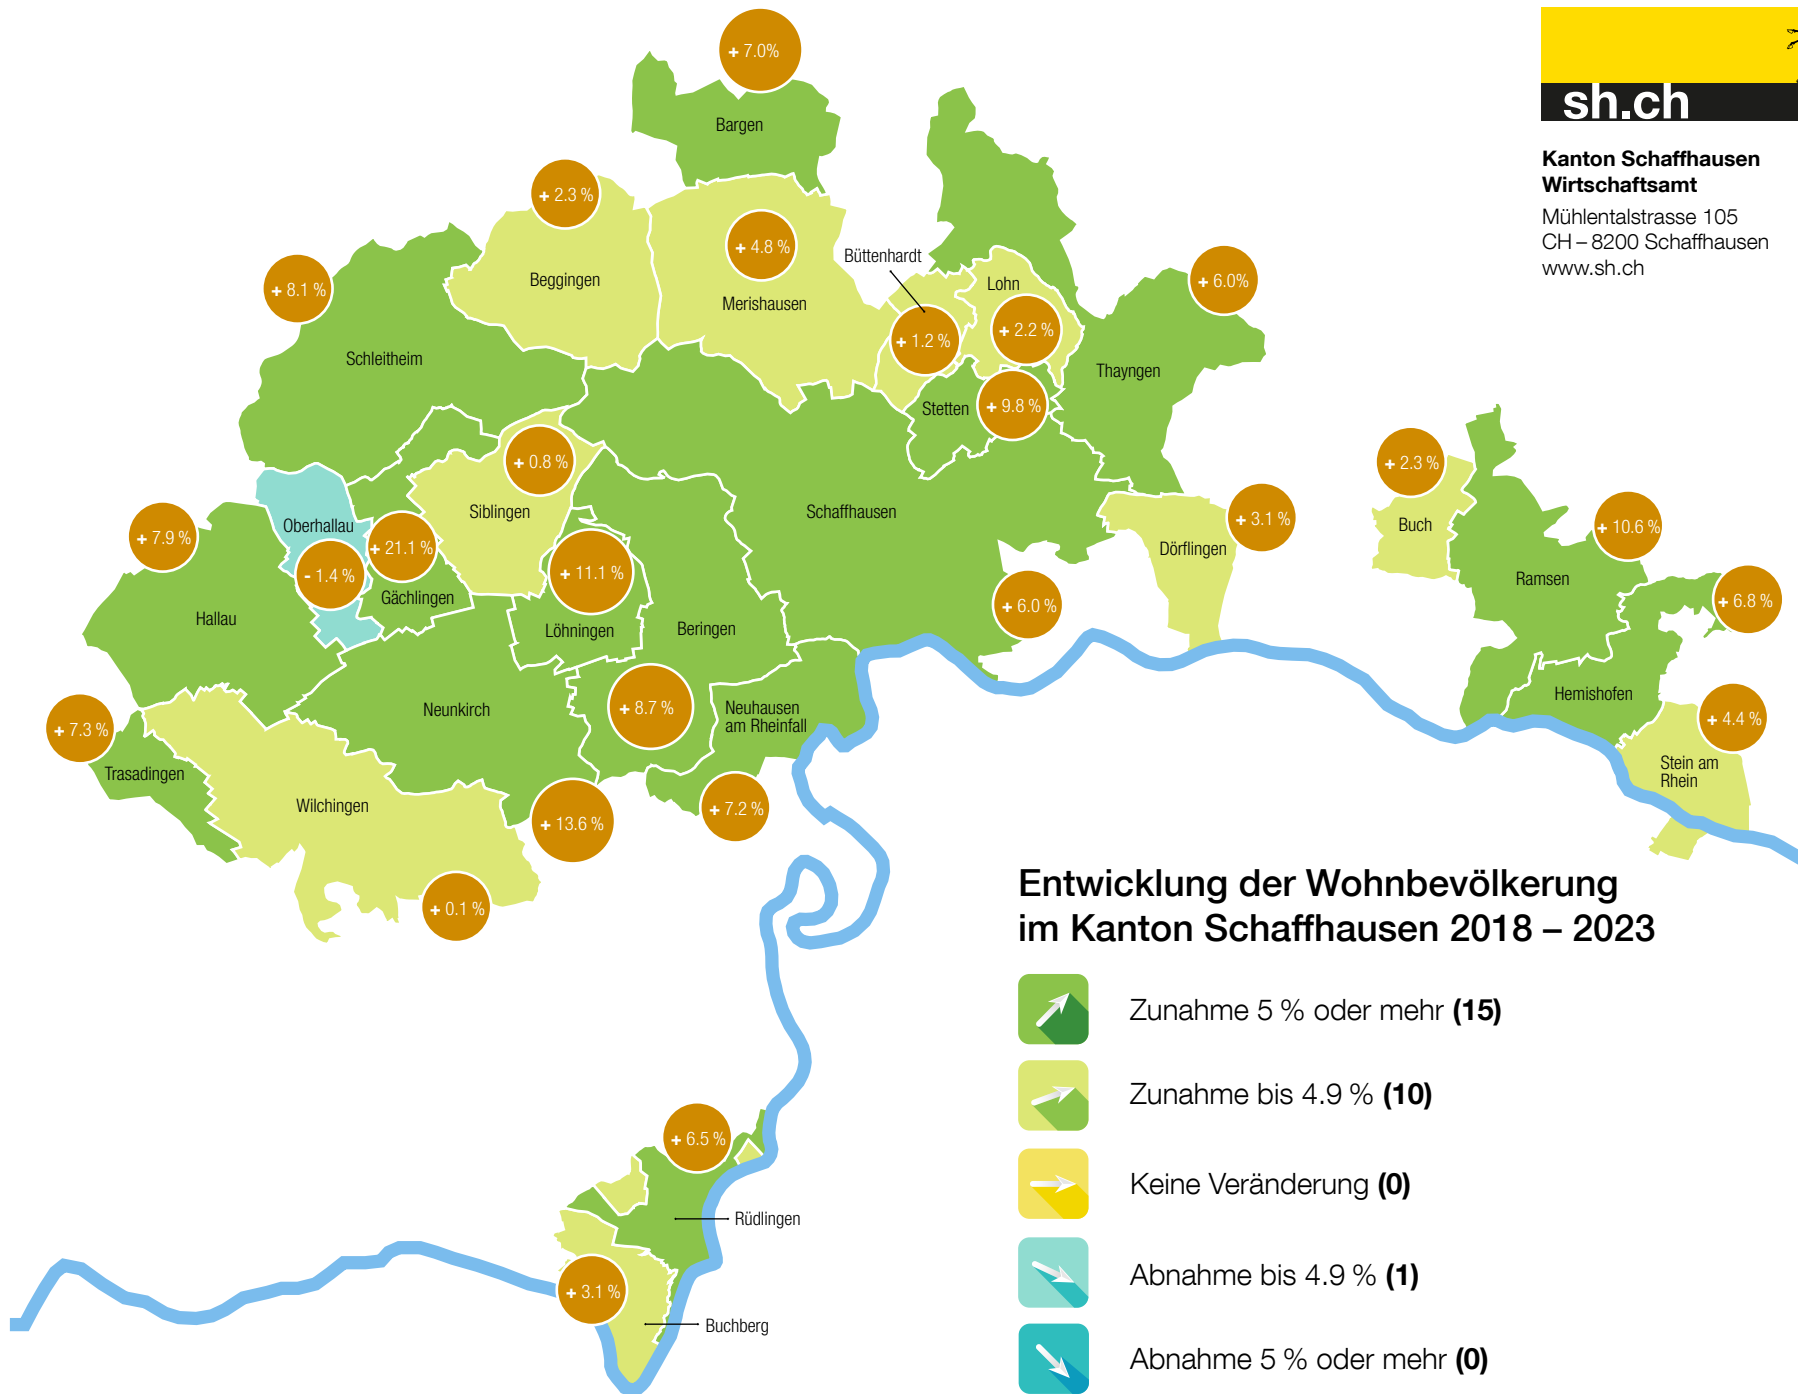 sh.ch
Kanton Schaffhausen
Wirtschaftsamt
Mühlentalstrasse 105
CH – 8200 Schaffhausen
www.sh.ch
+ 7.0%
Bargen
+ 2.3 %
Beggingen
+ 4.8 %
Merishausen
Büttenhardt
+ 1.2 %
Lohn
+ 2.2 %
+ 6.0%
Thayngen
+ 8.1 %
Schleitheim
Stetten
+ 9.8 %
+ 0.8 %
Siblingen
Schaffhausen
+ 6.0 %
+ 3.1 %
Dörflingen
+ 2.3 %
Buch
+ 10.6 %
Ramsen
+ 6.8 %
Hemishofen
+ 4.4 %
Stein am
Rhein
+ 7.9 %
Hallau
Oberhallau
- 1.4 %
+ 21.1 %
Gächlingen
+ 11.1 %
Löhningen
Beringen
+ 8.7 %
Neuhausen
am Rheinfall
+ 7.2 %
Neunkirch
+ 13.6 %
+ 7.3 %
Trasadingen
Wilchingen
+ 0.1 %
+ 6.5 %
Rüdlingen
+ 3.1 %
Buchberg
Entwicklung der Wohnbevölkerung
im Kanton Schaffhausen 2018 – 2023
Zunahme 5 % oder mehr (15)
Zunahme bis 4.9 % (10)
Keine Veränderung (0)
Abnahme bis 4.9 % (1)
Abnahme 5 % oder mehr (0)